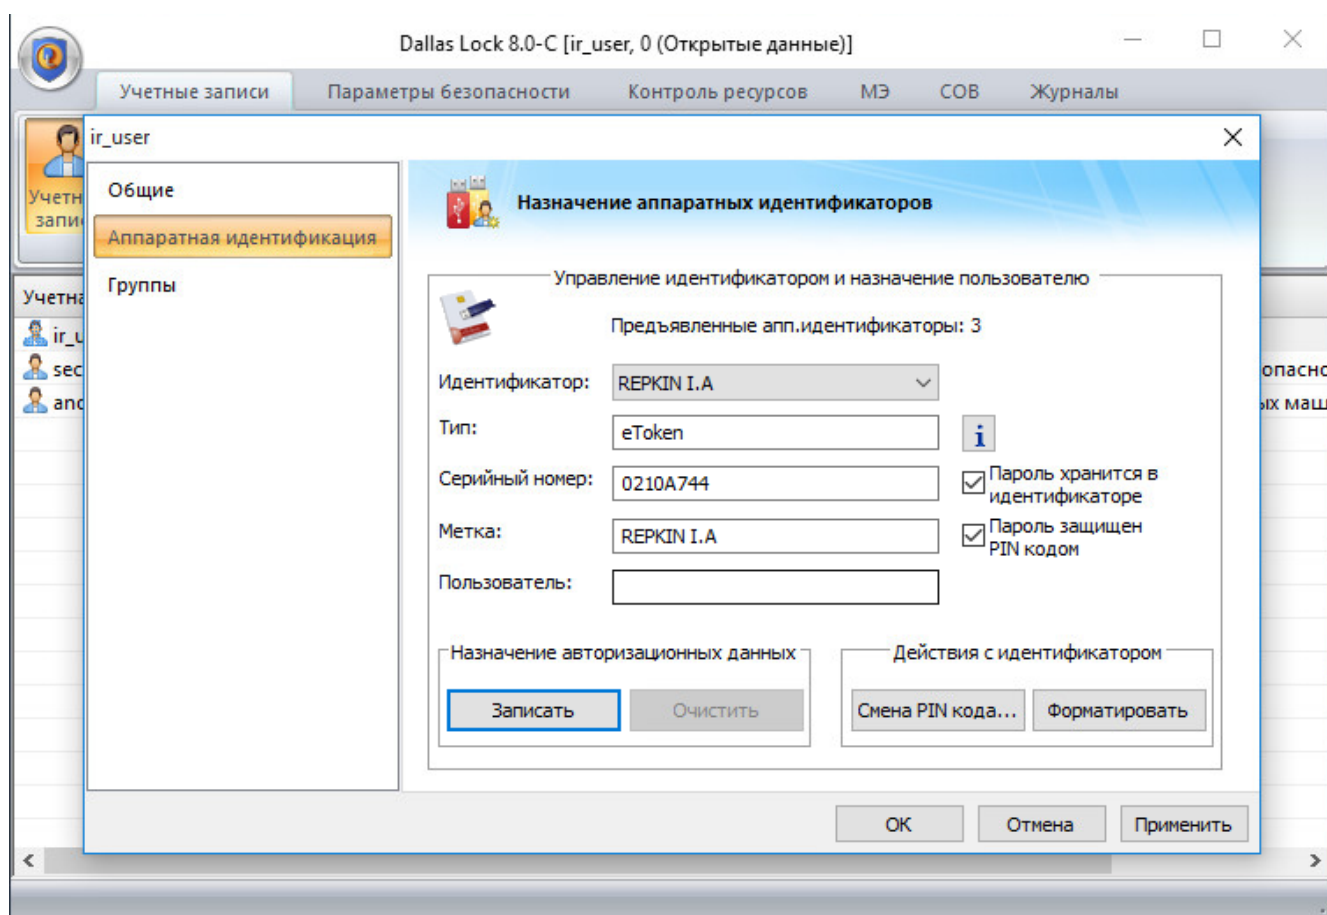 Dallas Lock 8.0-C [ir_user, 0 (Открытые данные)]
Учетные записи Параметры безопасности Контроль ресурсов МЭ СОВ Журналы
ir_user
Общие
Аппаратная идентификация
Группы
Назначение аппаратных идентификаторов
Управление идентификатором и назначение пользователю
Предъявленные апп.идентификаторы: 3
Идентификатор: REPKIN I.A
Тип: eToken
Серийный номер: 0210A744
Пароль хранится в
идентификаторе
Метка: REPKIN I.A
Пароль защищен
PIN кодом
Пользователь:
Назначение авторизационных данных
Записать Очистить
Действия с идентификатором
Смена PIN кода... Форматировать
OK Отмена Применить